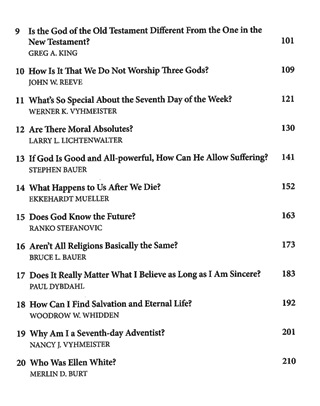 9 Is the God of the Old Testament Different From the One in the
New Testament? 101
GREG A. KING
10 How Is It That We Do Not Worship Three Gods? 109
JOHN W. REEVE
11 What's So Special About the Seventh Day of the Week? 121
WERNER K. VYHMEISTER
12 Are There Moral Absolutes? 130
LARRY L. LICHTENWALTER
13 If God Is Good and All-powerful, How Can He Allow Suffering? 141
STEPHEN BAUER
14 What Happens to Us After We Die? 152
EKKEHARDT MUELLER
15 Does God Know the Future? 163
RANKO STEFANOVIC
16 Aren't All Religions Basically the Same? 173
BRUCE L. BAUER
17 Does It Really Matter What I Believe as Long as I Am Sincere? 183
PAUL DYBDAHL
18 How Can I Find Salvation and Eternal Life? 192
WOODROW W. WHIDDEN
19 Why Am I a Seventh-day Adventist? 201
NANCY J. VYHMEISTER
20 Who Was Ellen White? 210
MERLIN D. BURT